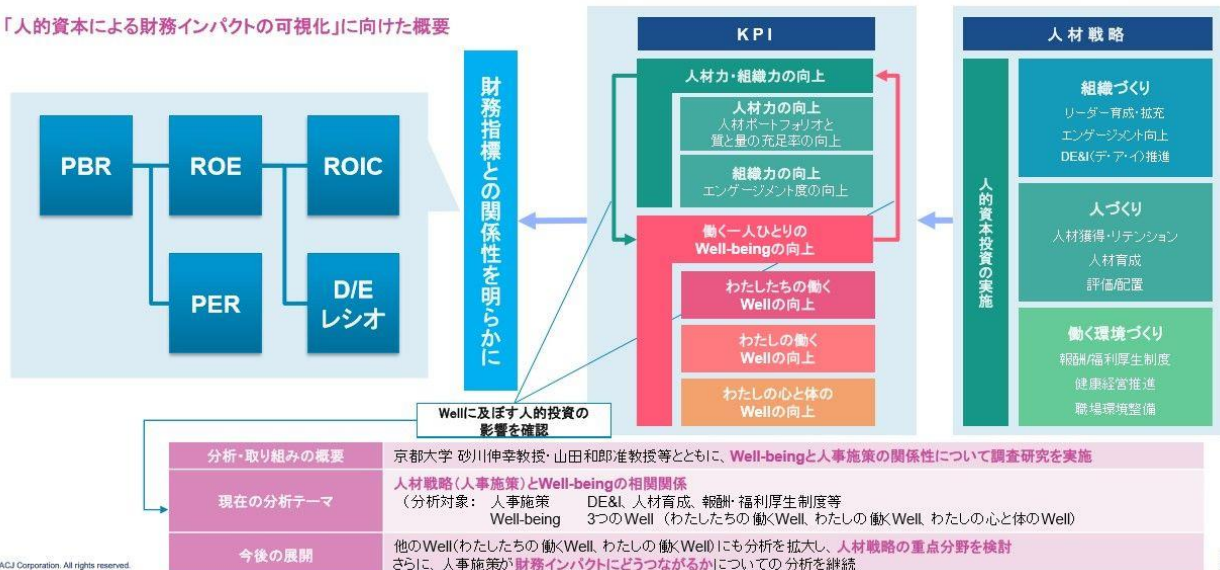 「人的資本による財務インパクトの可視化」に向けた概要
PBR
ROE
ROIC
PER
D/E
レシオ
財務指標との関係性を明らかに
KPI
人材力・組織力の向上
人材力の向上
人材ポートフォリオと
質と量の充足率の向上
組織力の向上
エンゲージメント度の向上
働く一人ひとりの
Well-beingの向上
わたしたちの働く
Wellの向上
わたしの働く
Wellの向上
わたしの心と体の
Wellの向上
Wellに及ぼす人的投資の
影響を確認
人材戦略
人的資本投資の実施
組織づくり
リーダー育成・拡充
エンゲージメント向上
DE&I(デ・ア・イ)推進
人づくり
人材獲得・リテンション
人材育成
評価/配置
働く環境づくり
報酬/福利厚生制度
健康経営推進
職場環境整備
分析・取り組みの概要
京都大学 砂川伸幸教授・山田和郎准教授等とともに、Well-beingと人事施策の関係性について調査研究を実施
現在の分析テーマ
人材戦略(人事施策)とWell-beingの相関関係
(分析対象: 人事施策 DE&I、人材育成、報酬・福利厚生制度等
Well-being 3つのWell (わたしたちの働くWell、わたしの働くWell、わたしの心と体のWell)
今後の展開
他のWell(わたしたちの働くWell、わたしの働くWell)にも分析を拡大し、人材戦略の重点分野を検討
さらに、人事施策が財務インパクトにどうつながるかについての分析を継続
ACJ Corporation. All rights reserved.